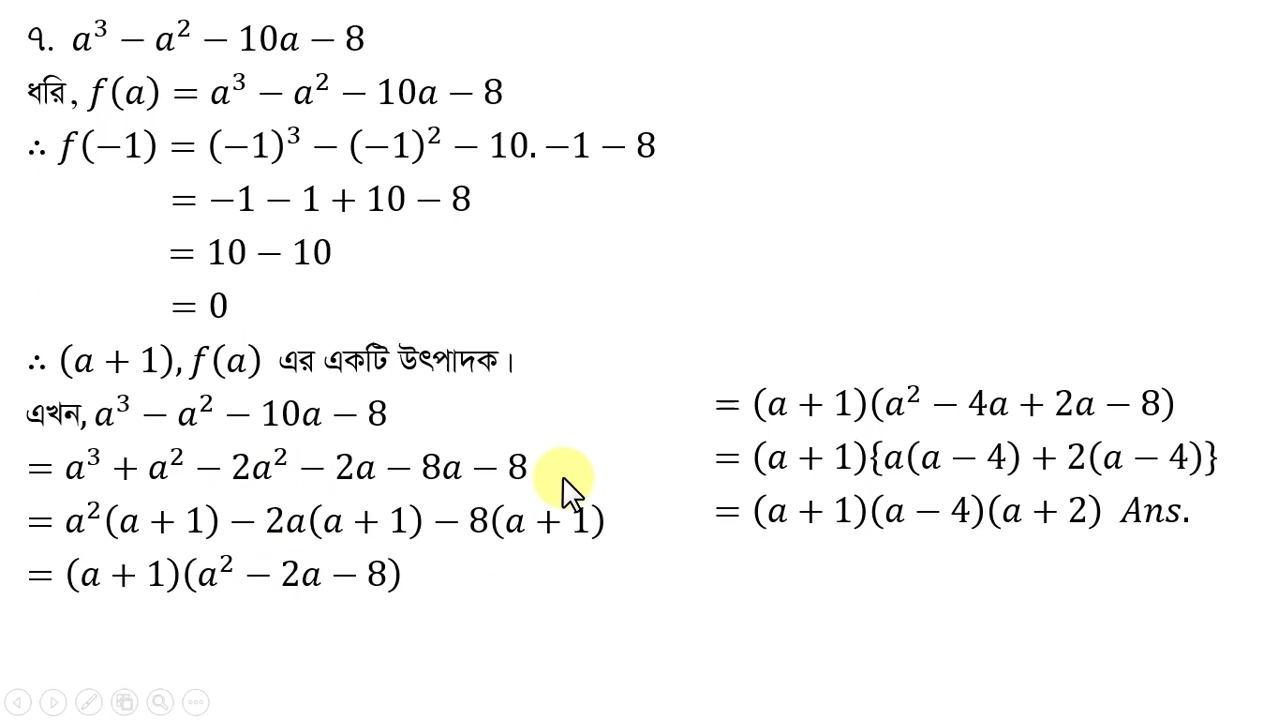 ৭. a³ − a² − 10a − 8
ধরি, f(a) = a³ − a² − 10a − 8
∴ f(−1) = (−1)³ − (−1)² − 10. −1 − 8
= −1 − 1 + 10 − 8
= 10 − 10
= 0
∴ (a + 1), f(a) এর একটি উৎপাদক।
এখন, a³ − a² − 10a − 8
= a³ + a² − 2a² − 2a − 8a − 8
= a²(a + 1) − 2a(a + 1) − 8(a + 1)
= (a + 1)(a² − 2a − 8)
= (a + 1)(a² − 4a + 2a − 8)
= (a + 1){a(a − 4) + 2(a − 4)}
= (a + 1)(a − 4)(a + 2) Ans.